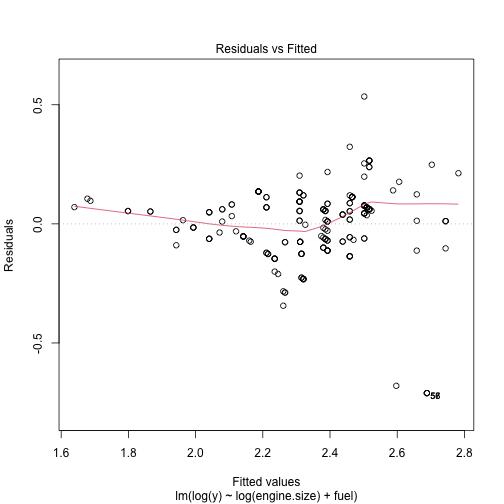 Residuals vs Fitted
Residuals
0.5
0.0
-0.5
1.6 1.8 2.0 2.2 2.4 2.6 2.8
Fitted values
lm(log(y) ~ log(engine.size) + fuel)